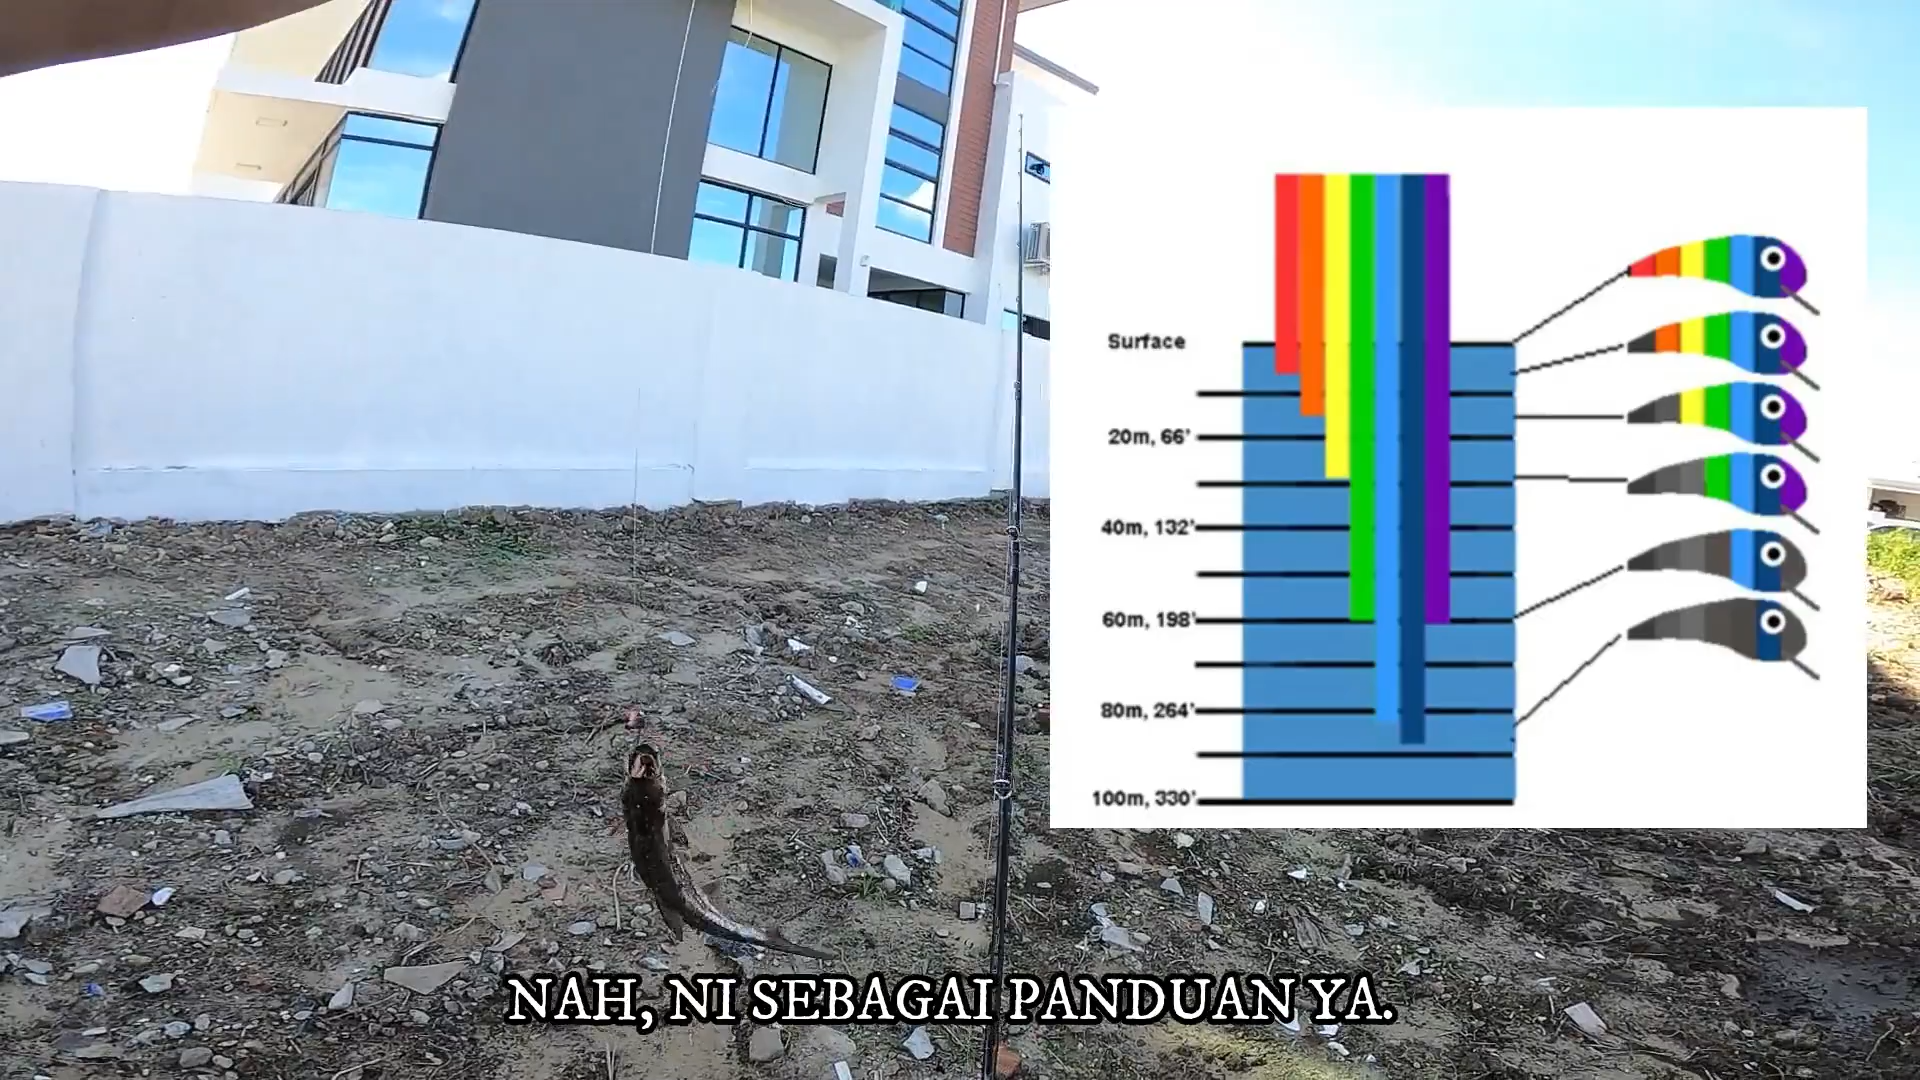 Surface
20m, 66'
40m, 132'
60m, 198'
80m, 264'
100m, 330'
NAH, NI SEBAGAI PANDUAN YA.